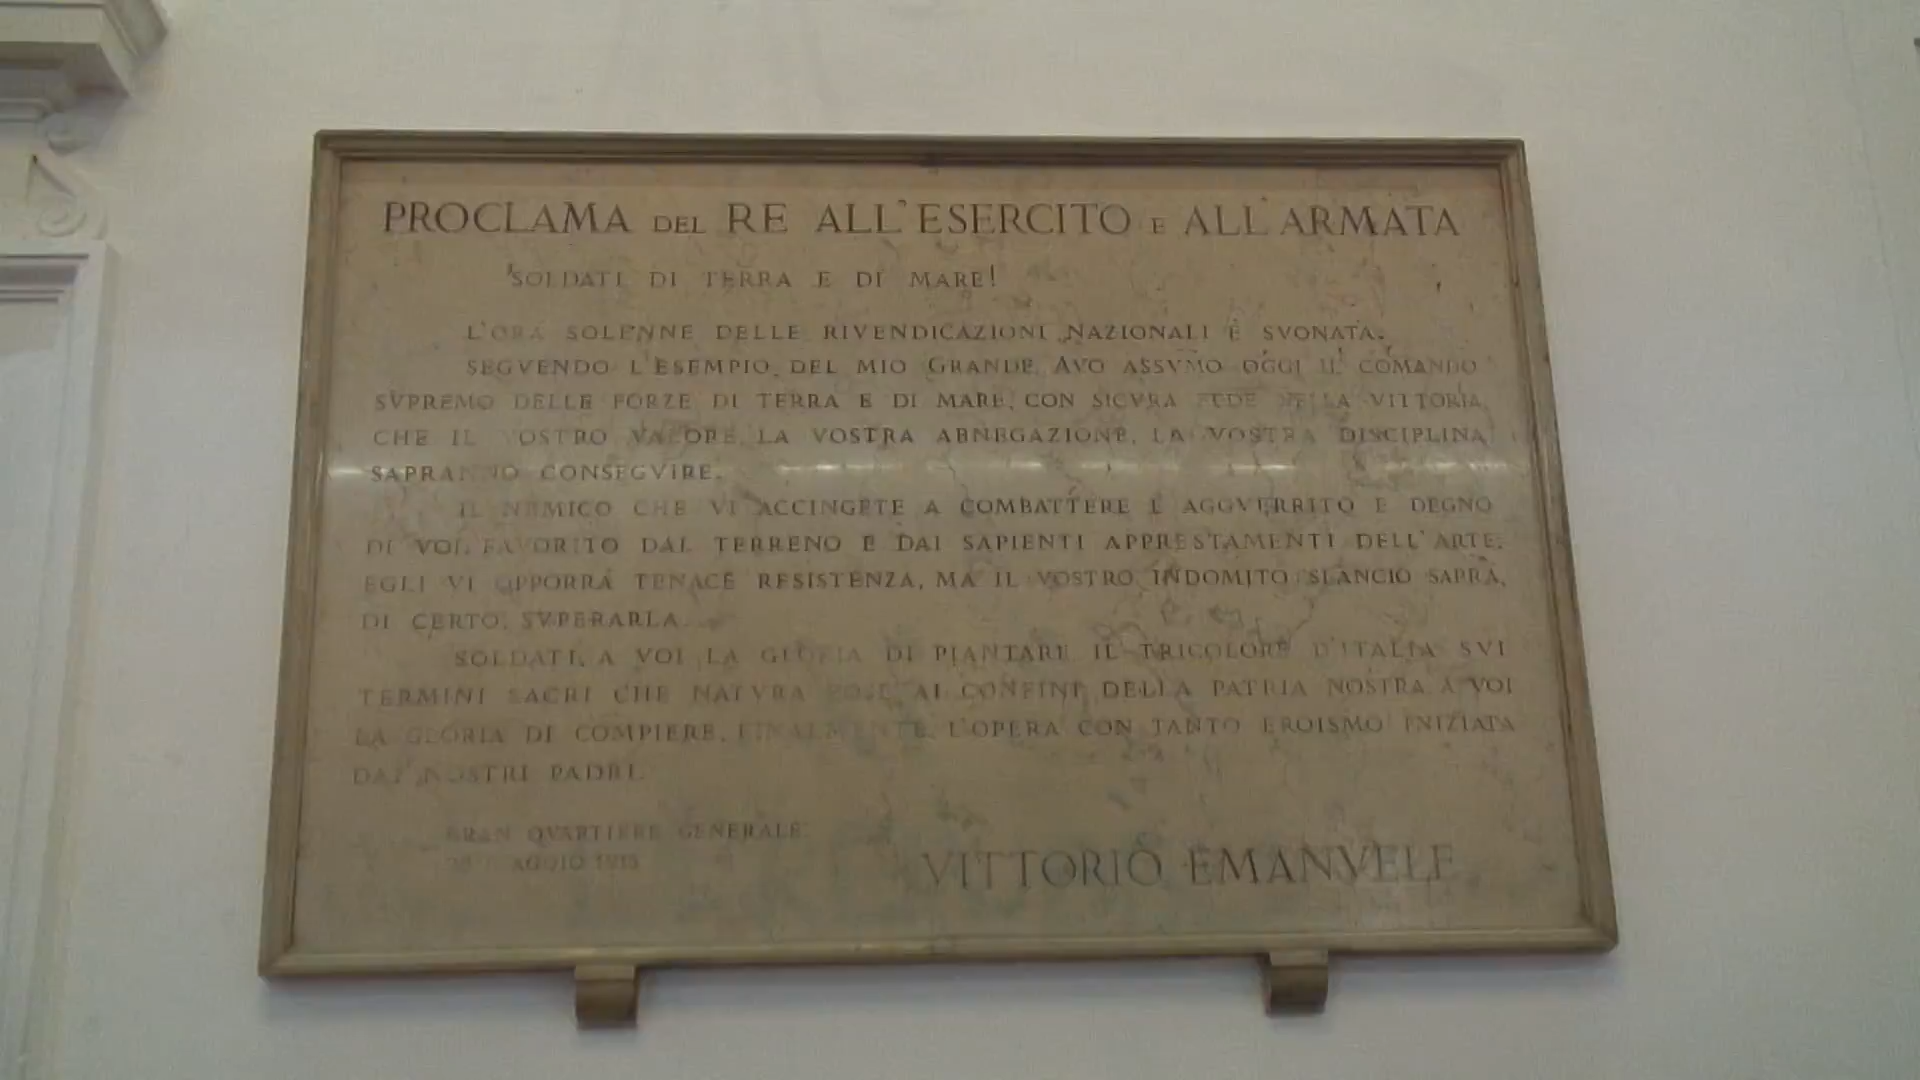 PROCLAMA DEL RE ALL'ESERCITO E ALL'ARMATA
SOLDATI DI TERRA E DI MARE!
L'ORA SOLENNE DELLE RIVENDICAZIONI NAZIONALI È SVONATA.
SEGVENDO L'ESEMPIO DEL MIO GRANDE AVO ASSVMO OGGI IL COMANDO
SVPREMO DELLE FORZE DI TERRA E DI MARE, CON SICVRA FEDE NELLA VITTORIA,
CHE IL VOSTRO VALORE, LA VOSTRA ABNEGAZIONE, LA VOSTRA DISCIPLINA
SAPRANNO CONSEGVIRE.
IL NEMICO CHE VI ACCINGETE A COMBATTERE È AGGVERRITO E DEGNO
DI VOI. FAVORITO DAL TERRENO E DAI SAPIENTI APPRESTAMENTI DELL'ARTE,
EGLI VI OPPORRÀ TENACE RESISTENZA, MA IL VOSTRO INDOMITO SLANCIO SAPRÀ,
DI CERTO, SVPERARLA.
SOLDATI, A VOI LA GLORIA DI PIANTARE IL TRICOLORE D'ITALIA SVI
TERMINI SACRI CHE NATVRA POSE AI CONFINI DELLA PATRIA NOSTRA. A VOI
LA GLORIA DI COMPIERE, FINALMENTE, L'OPERA CON TANTO EROISMO INIZIATA
DAI NOSTRI PADRI.
GRAN QVARTIERE GENERALE
MAGGIO 1915
VITTORIO EMANVELE